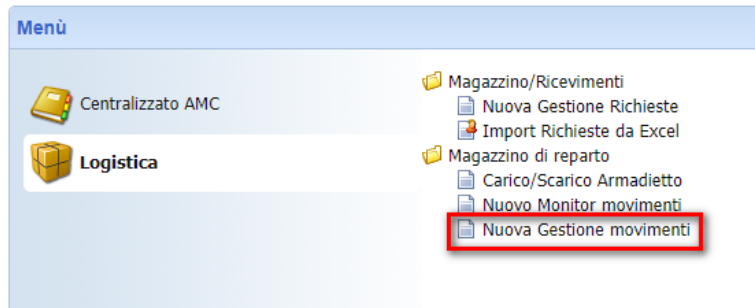 Menù
Centralizzato AMC
Logistica
Magazzino/Ricevimenti
Nuova Gestione Richieste
Import Richieste da Excel
Magazzino di reparto
Carico/Scarico Armadietto
Nuovo Monitor movimenti
Nuova Gestione movimenti